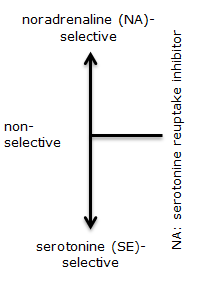 noradrenaline (NA)-
selective
non-
selective
serotonine (SE)-
selective
NA: serotonine reuptake inhibitor